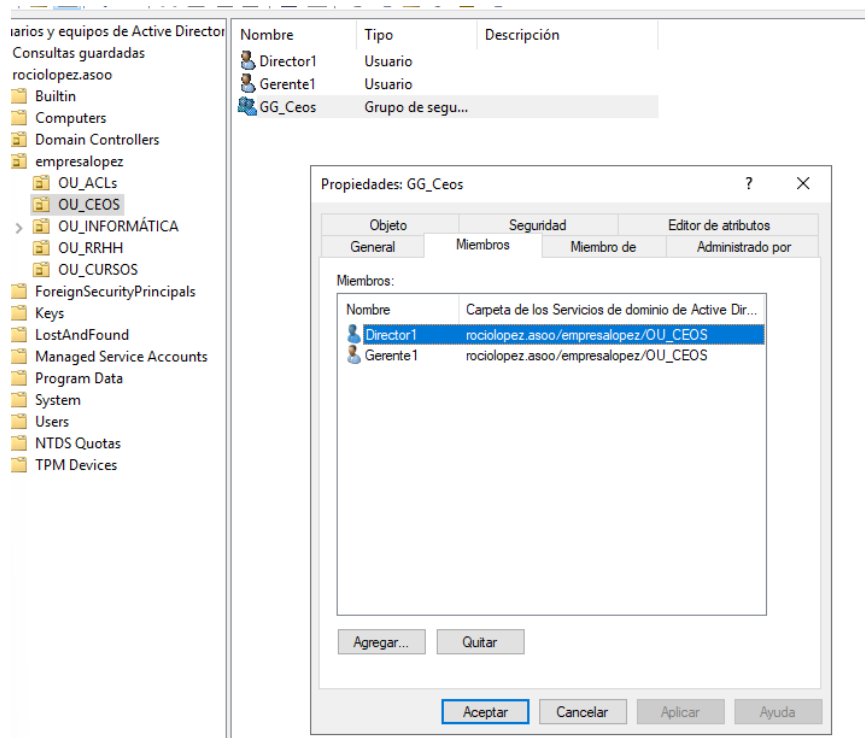 arios y equipos de Active Director
Consultas guardadas
rociolopez.asoo
Builtin
Computers
Domain Controllers
empresalopez
OU_ACLs
OU_CEOS
OU_INFORMÁTICA
OU_RRHH
OU_CURSOS
ForeignSecurityPrincipals
Keys
LostAndFound
Managed Service Accounts
Program Data
System
Users
NTDS Quotas
TPM Devices
Nombre Tipo Descripción
Director1 Usuario
Gerente1 Usuario
GG_Ceos Grupo de segu...
Propiedades: GG_Ceos ? X
Objeto Seguridad Editor de atributos
General Miembros Miembro de Administrado por
Miembros:
Nombre Carpeta de los Servicios de dominio de Active Dir...
Director1 rociolopez.asoo/empresalopez/OU_CEOS
Gerente1 rociolopez.asoo/empresalopez/OU_CEOS
Agregar... Quitar
Aceptar Cancelar Aplicar Ayuda